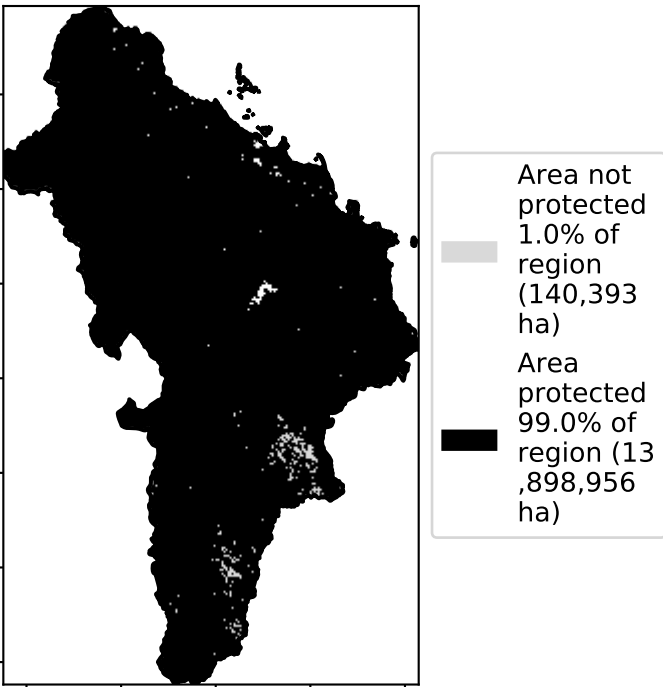 Area not
protected
1.0% of
region
(140,393
ha)
Area
protected
99.0% of
region (13
,898,956
ha)